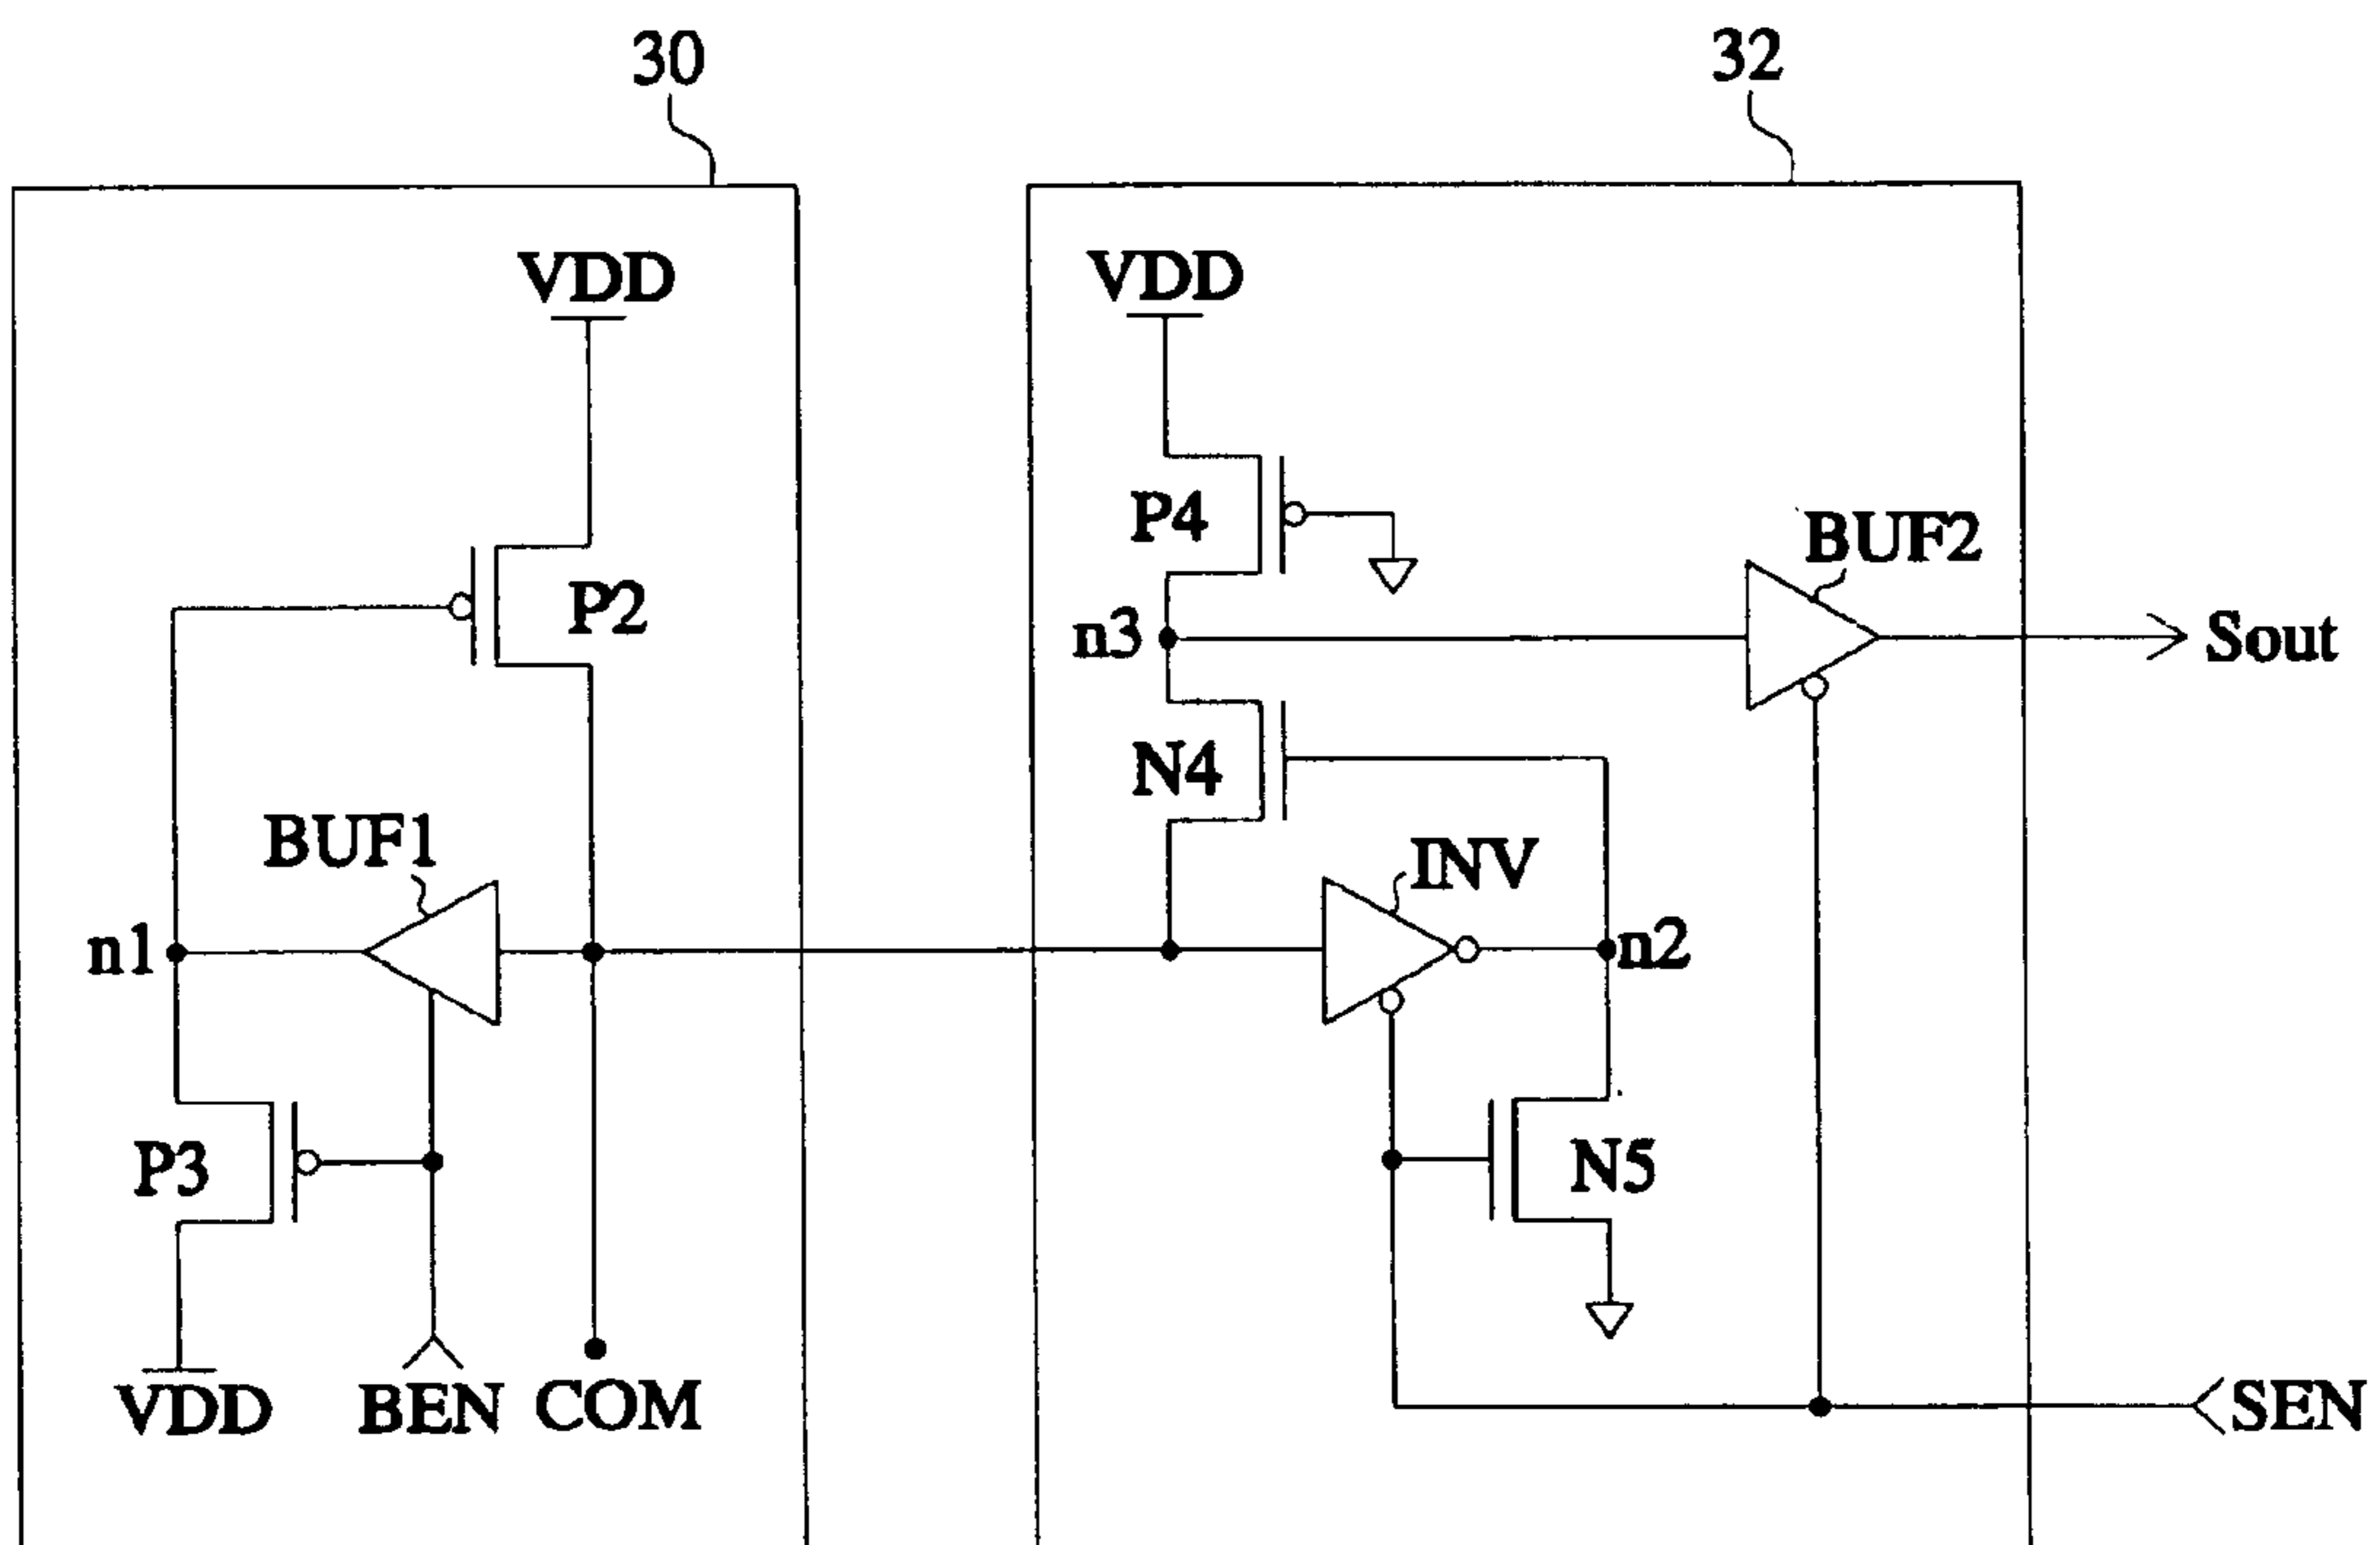 30
32
VDD
VDD
P4
BUF2
P2
n3
Sout
N4
BUF1
INV
n1
n2
P3
N5
VDD
BEN
COM
SEN